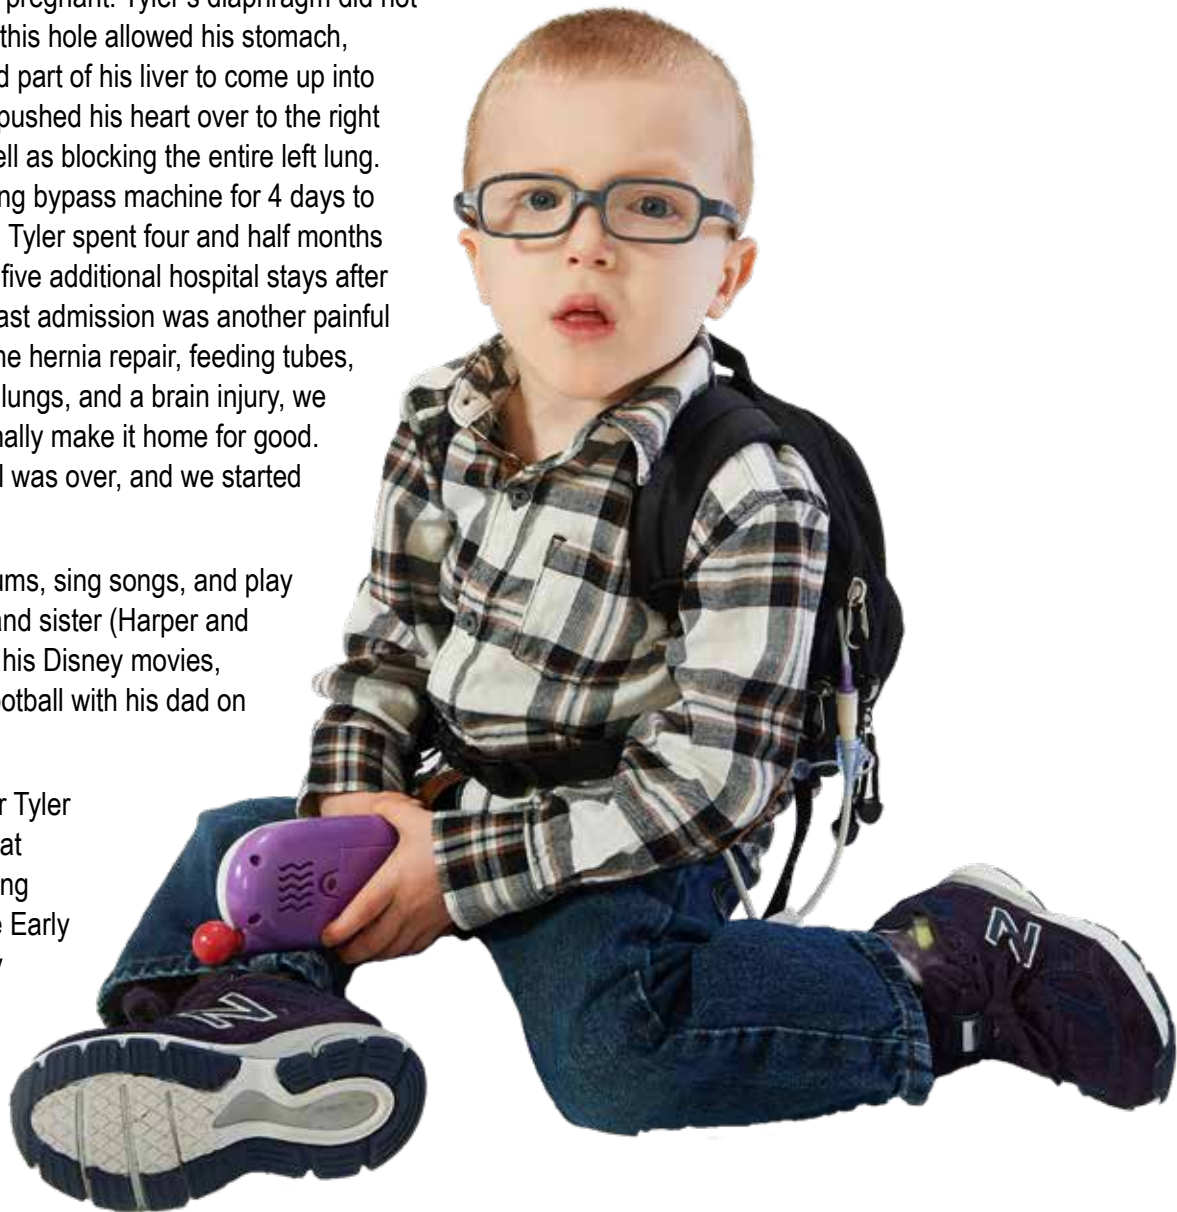 pregnant. Tyler's diaphragm did not
this hole allowed his stomach,
d part of his liver to come up into
pushed his heart over to the right
ell as blocking the entire left lung.
ng bypass machine for 4 days to
Tyler spent four and half months
five additional hospital stays after
ast admission was another painful
ne hernia repair, feeding tubes,
lungs, and a brain injury, we
nally make it home for good.
l was over, and we started
ums, sing songs, and play
and sister (Harper and
his Disney movies,
ootball with his dad on
r Tyler
at
ng
e Early
N
N